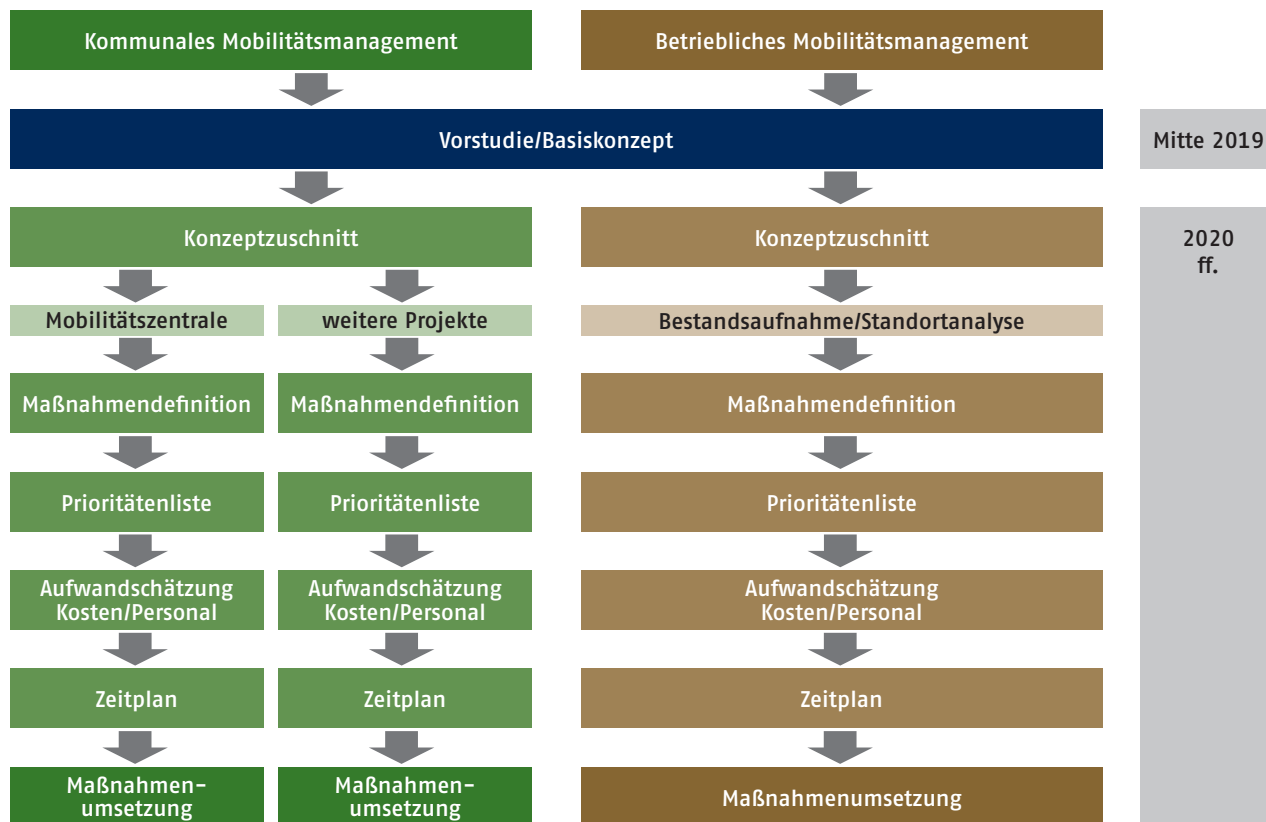 Kommunales Mobilitätsmanagement
Betriebliches Mobilitätsmanagement
Vorstudie/Basiskonzept
Mitte 2019
Konzeptzuschnitt
Konzeptzuschnitt
2020
ff.
Mobilitätszentrale
weitere Projekte
Bestandsaufnahme/Standortanalyse
Maßnahmendefinition
Maßnahmendefinition
Maßnahmendefinition
Prioritätenliste
Prioritätenliste
Prioritätenliste
Aufwandschätzung
Kosten/Personal
Aufwandschätzung
Kosten/Personal
Aufwandschätzung
Kosten/Personal
Zeitplan
Zeitplan
Zeitplan
Maßnahmen-
umsetzung
Maßnahmen-
umsetzung
Maßnahmenumsetzung